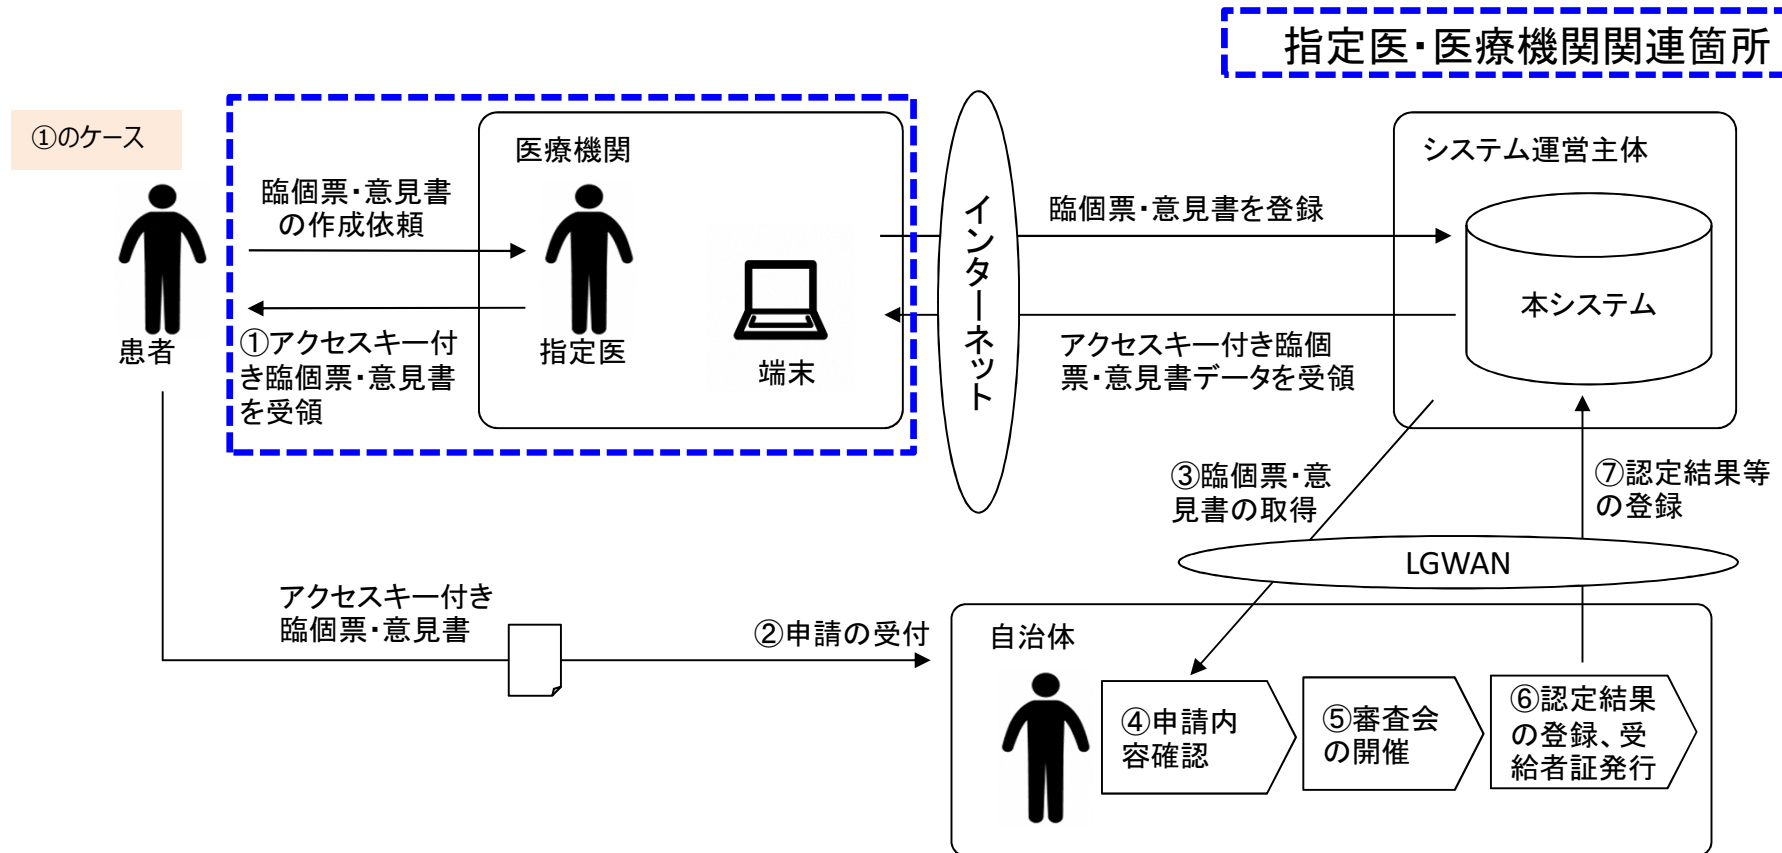 指定医・医療機関関連箇所
①のケース
医療機関
システム運営主体
臨個票・意見書
の作成依頼
インターネット
臨個票・意見書を登録
本システム
患者
①アクセスキー付
き臨個票・意見書
を受領
指定医
端末
アクセスキー付き臨個
票・意見書データを受領
③臨個票・意
見書の取得
⑦認定結果等
の登録
LGWAN
アクセスキー付き
臨個票・意見書
②申請の受付
自治体
④申請内
容確認
⑤審査会
の開催
⑥認定結果
の登録、受
給者証発行